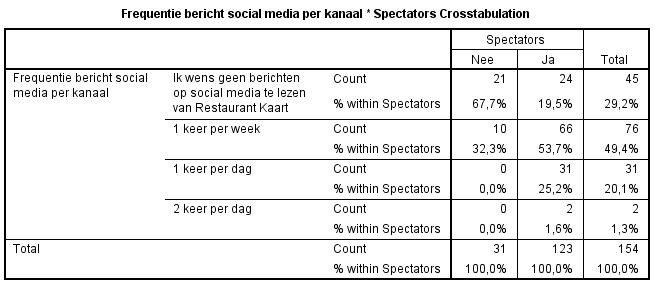 Frequentie bericht social media per kanaal * Spectators Crosstabulation
Spectators
Nee Ja Total
Frequentie bericht social media per kanaal
Ik wens geen berichten op social media te lezen van Restaurant Kaart
Count 21 24 45
% within Spectators 67,7% 19,5% 29,2%
1 keer per week Count 10 66 76
% within Spectators 32,3% 53,7% 49,4%
1 keer per dag Count 0 31 31
% within Spectators 0,0% 25,2% 20,1%
2 keer per dag Count 0 2 2
% within Spectators 0,0% 1,6% 1,3%
Total Count 31 123 154
% within Spectators 100,0% 100,0% 100,0%